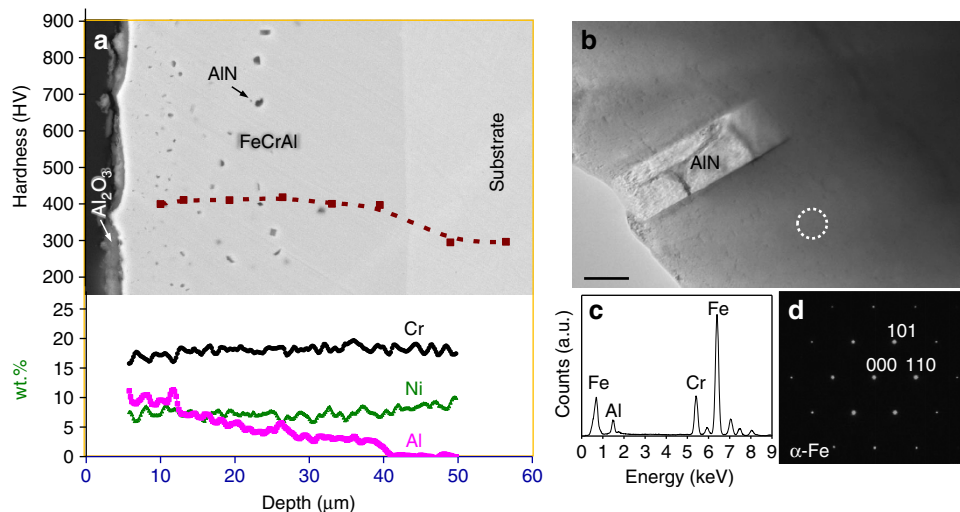 a
Hardness (HV)
900
800
700
600
500
400
300
200
AlN
FeCrAl
Substrate
Al2O3
wt.%
25
20
15
10
5
0
Cr
Ni
Al
0 10 20 30 40 50 60
Depth (μm)
b
AlN
c
Counts (a.u.)
Fe
Al
Cr
Fe
0 1 2 3 4 5 6 7 8 9
Energy (keV)
d
101
000 110
α-Fe